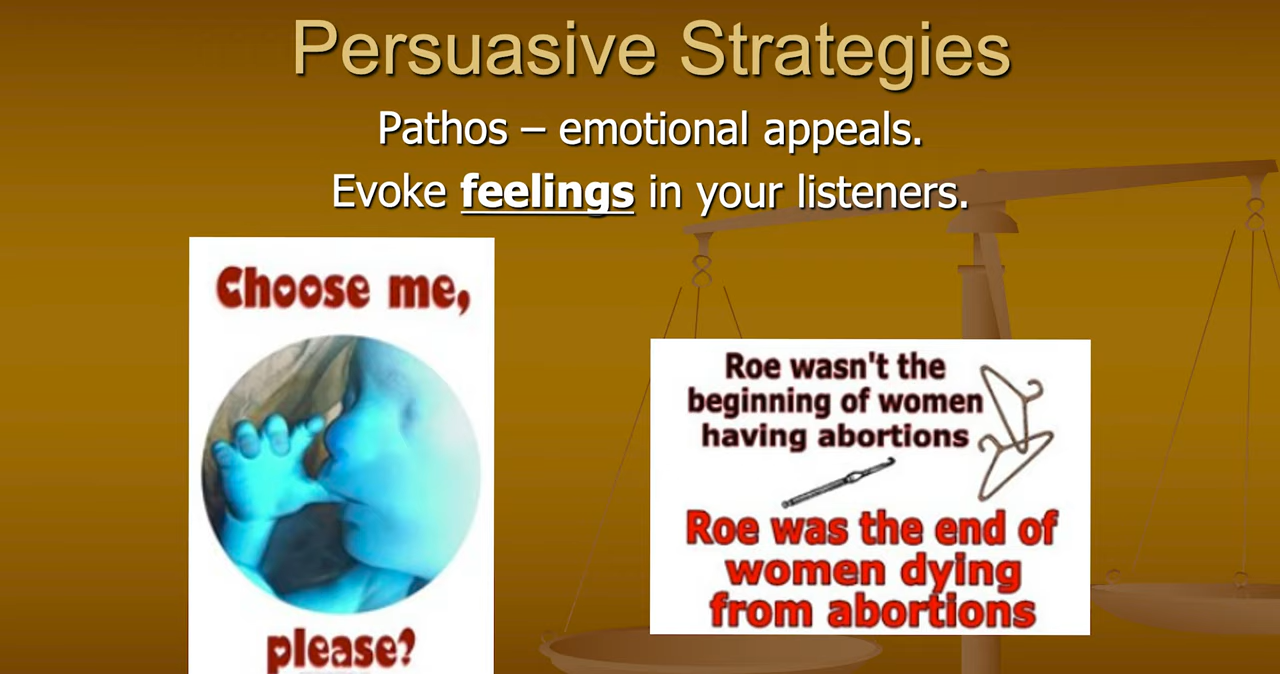 Persuasive Strategies
Pathos – emotional appeals.
Evoke feelings in your listeners.
Choose me,
please?
Roe wasn't the
beginning of women
having abortions
Roe was the end of
women dying
from abortions